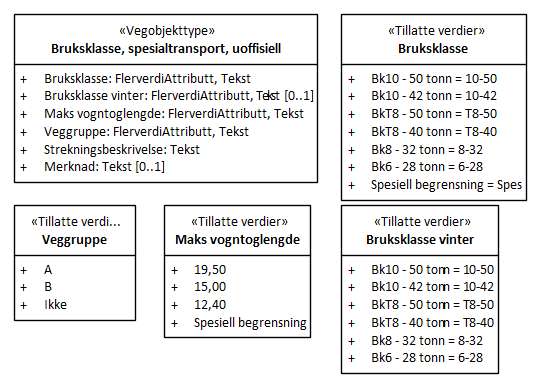 «Vegobjekttype»
Bruksklasse, spesialtransport, uoffisiell
+ Bruksklasse: FlerverdiAttributt, Tekst
+ Bruksklasse vinter: FlerverdiAttributt, Tekst [0..1]
+ Maks vogntoglengde: FlerverdiAttributt, Tekst
+ Veggruppe: FlerverdiAttributt, Tekst
+ Strekningsbeskrivelse: Tekst
+ Merknad: Tekst [0..1]
«Tillatte verdier»
Bruksklasse
+ Bk10 - 50 tonn = 10-50
+ Bk10 - 42 tonn = 10-42
+ BkT8 - 50 tonn = T8-50
+ BkT8 - 40 tonn = T8-40
+ Bk8 - 32 tonn = 8-32
+ Bk6 - 28 tonn = 6-28
+ Spesiell begrensning = Spes
«Tillatte verdi...
Veggruppe
+ A
+ B
+ Ikke
«Tillatte verdier»
Maks vogntoglengde
+ 19,50
+ 15,00
+ 12,40
+ Spesiell begrensning
«Tillatte verdier»
Bruksklasse vinter
+ Bk10 - 50 tonn = 10-50
+ Bk10 - 42 tonn = 10-42
+ BkT8 - 50 tonn = T8-50
+ BkT8 - 40 tonn = T8-40
+ Bk8 - 32 tonn = 8-32
+ Bk6 - 28 tonn = 6-28